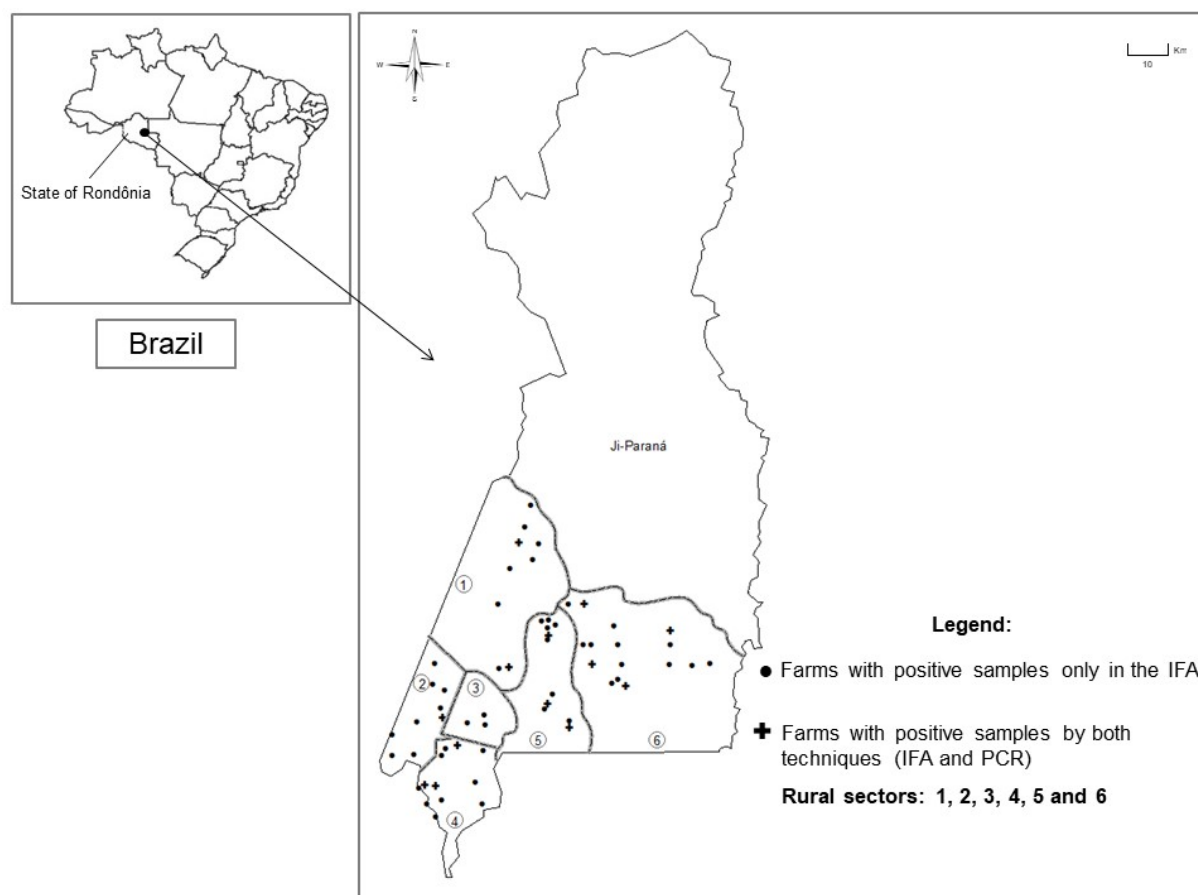 State of Rondônia
Brazil
N
W
E
S
Km
10
Ji-Paraná
1
2
3
4
5
6
Legend:
Farms with positive samples only in the IFA
Farms with positive samples by both
techniques (IFA and PCR)
Rural sectors: 1, 2, 3, 4, 5 and 6